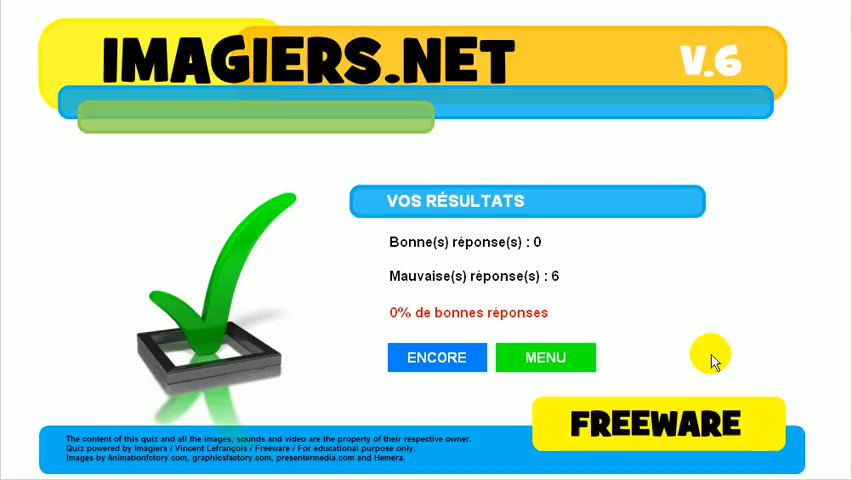 IMAGIERS.NET
V.6
VOS RÉSULTATS
Bonne(s) réponse(s) : 0
Mauvaise(s) réponse(s) : 6
0% de bonnes réponses
ENCORE
MENU
FREEWARE
The content of this quiz and all the images, sounds and video are the property of their respective owner.
Quiz powered by Imagiers / Vincent Lefrançois / Freeware / For educational purpose only.
Images by Animationfctory.com, graphicsfactory.com, presentermedia.com and Hemera.